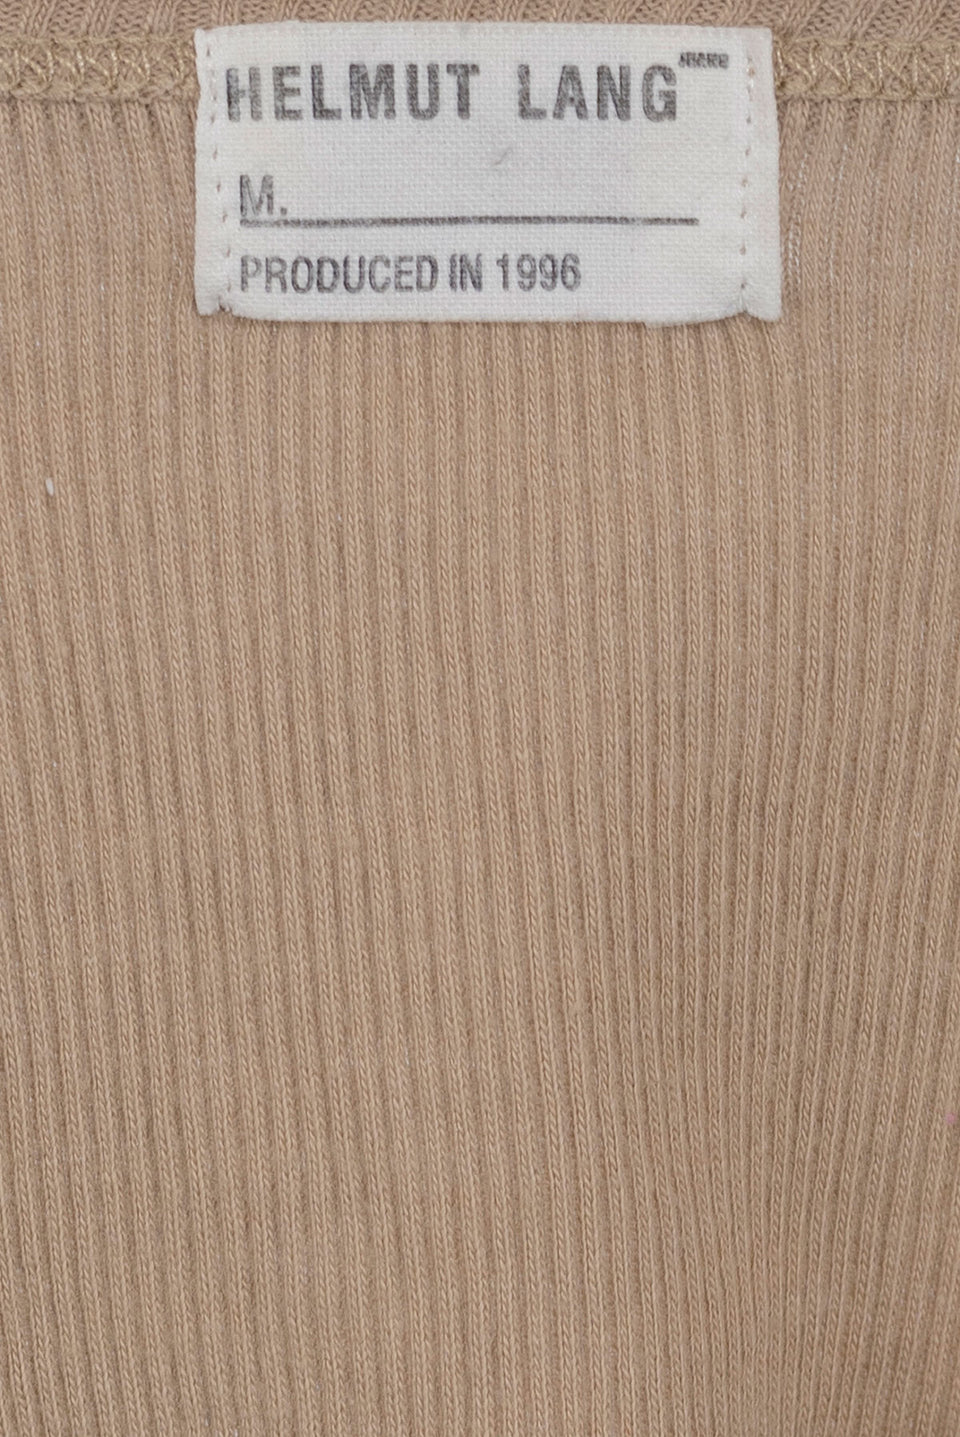 HELMUT LANG
M.
PRODUCED IN 1996